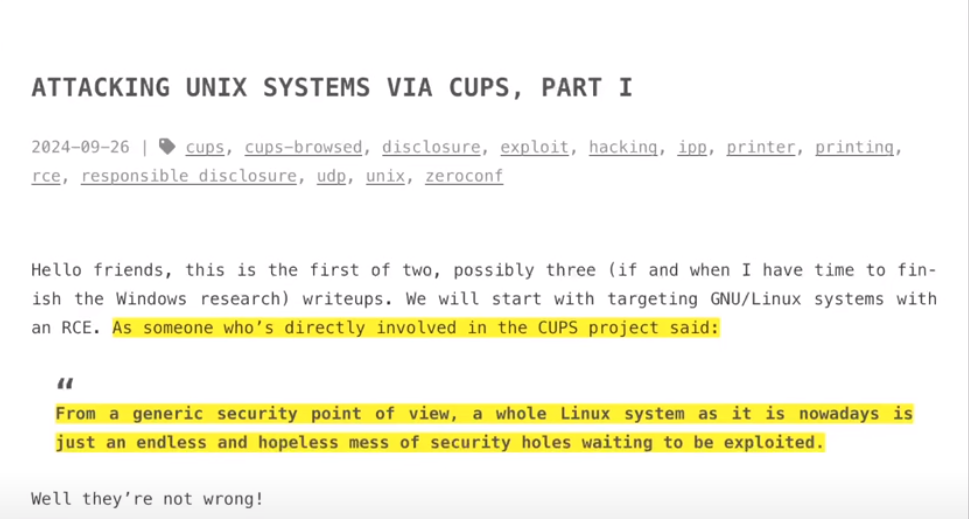 ATTACKING UNIX SYSTEMS VIA CUPS, PART I
2024-09-26 | cups, cups-browsed, disclosure, exploit, hacking, ipp, printer, printing,
rce, responsible disclosure, udp, unix, zeroconf
Hello friends, this is the first of two, possibly three (if and when I have time to fin-
ish the Windows research) writeups. We will start with targeting GNU/Linux systems with
an RCE. As someone who’s directly involved in the CUPS project said:
“
From a generic security point of view, a whole Linux system as it is nowadays is
just an endless and hopeless mess of security holes waiting to be exploited.
Well they’re not wrong!